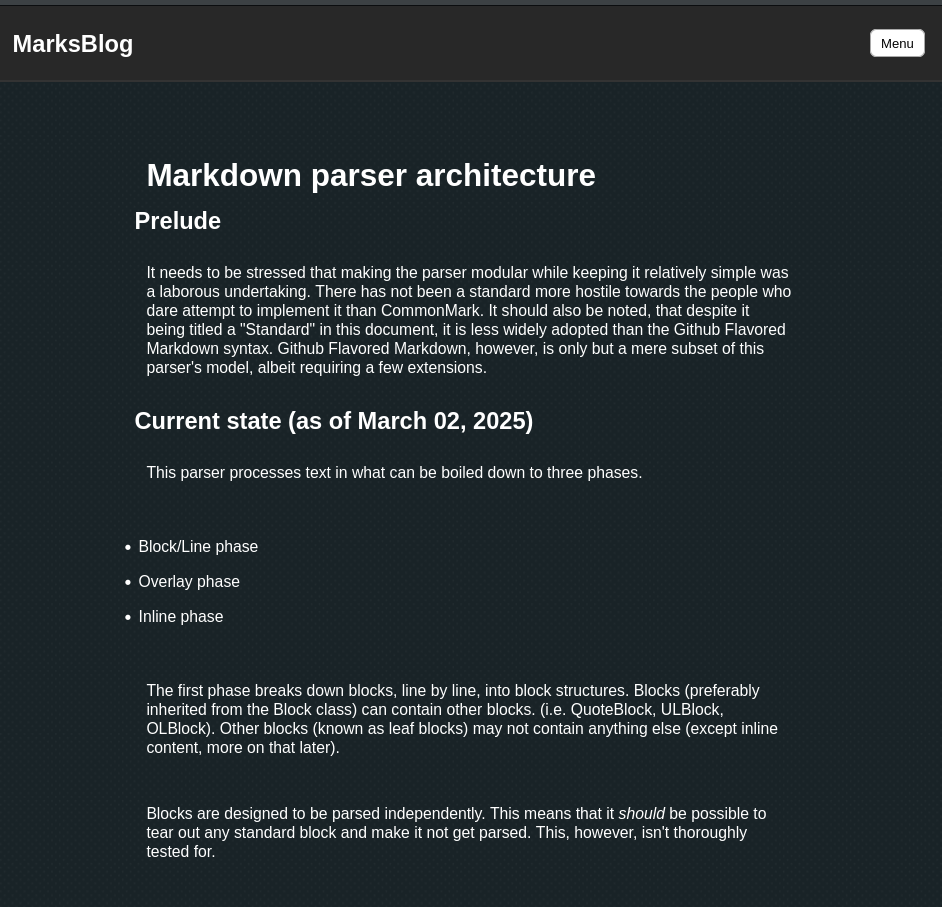 MarksBlog
Menu
Markdown parser architecture
Prelude
It needs to be stressed that making the parser modular while keeping it relatively simple was
a laborous undertaking. There has not been a standard more hostile towards the people who
dare attempt to implement it than CommonMark. It should also be noted, that despite it
being titled a "Standard" in this document, it is less widely adopted than the Github Flavored
Markdown syntax. Github Flavored Markdown, however, is only but a mere subset of this
parser's model, albeit requiring a few extensions.
Current state (as of March 02, 2025)
This parser processes text in what can be boiled down to three phases.
• Block/Line phase
• Overlay phase
• Inline phase
The first phase breaks down blocks, line by line, into block structures. Blocks (preferably
inherited from the Block class) can contain other blocks. (i.e. QuoteBlock, ULBlock,
OLBlock). Other blocks (known as leaf blocks) may not contain anything else (except inline
content, more on that later).
Blocks are designed to be parsed independently. This means that it should be possible to
tear out any standard block and make it not get parsed. This, however, isn't thoroughly
tested for.